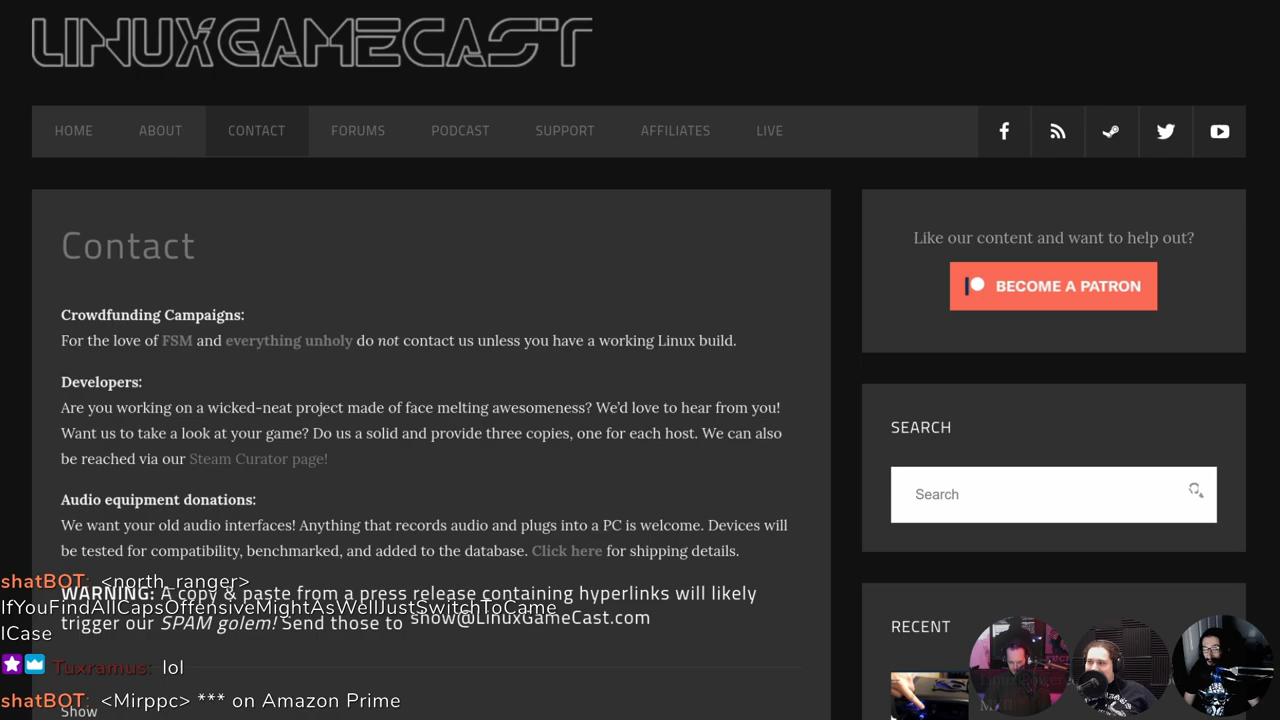 LINUXGAMECAST
HOME ABOUT CONTACT FORUMS PODCAST SUPPORT AFFILIATES LIVE
Contact
Crowdfunding Campaigns:
For the love of FSM and everything unholy do not contact us unless you have a working Linux build.
Developers:
Are you working on a wicked-neat project made of face melting awesomeness? We’d love to hear from you!
Want us to take a look at your game? Do us a solid and provide three copies, one for each host. We can also
be reached via our Steam Curator page!
Audio equipment donations:
We want your old audio interfaces! Anything that records audio and plugs into a PC is welcome. Devices will
be tested for compatibility, benchmarked, and added to the database. Click here for shipping details.
WARNING: A copy & paste from a press release containing hyperlinks will likely
trigger our SPAM golem! Send those to show@LinuxGameCast.com
Show
Like our content and want to help out?
BECOME A PATRON
SEARCH
Search
RECENT
shatBOT: <north_ranger>
IfYouFindAllCapsOffensiveMightAsWellJustSwitchToCame
lCase
Tuxramus: lol
shatBOT: <Mirppc> *** on Amazon Prime